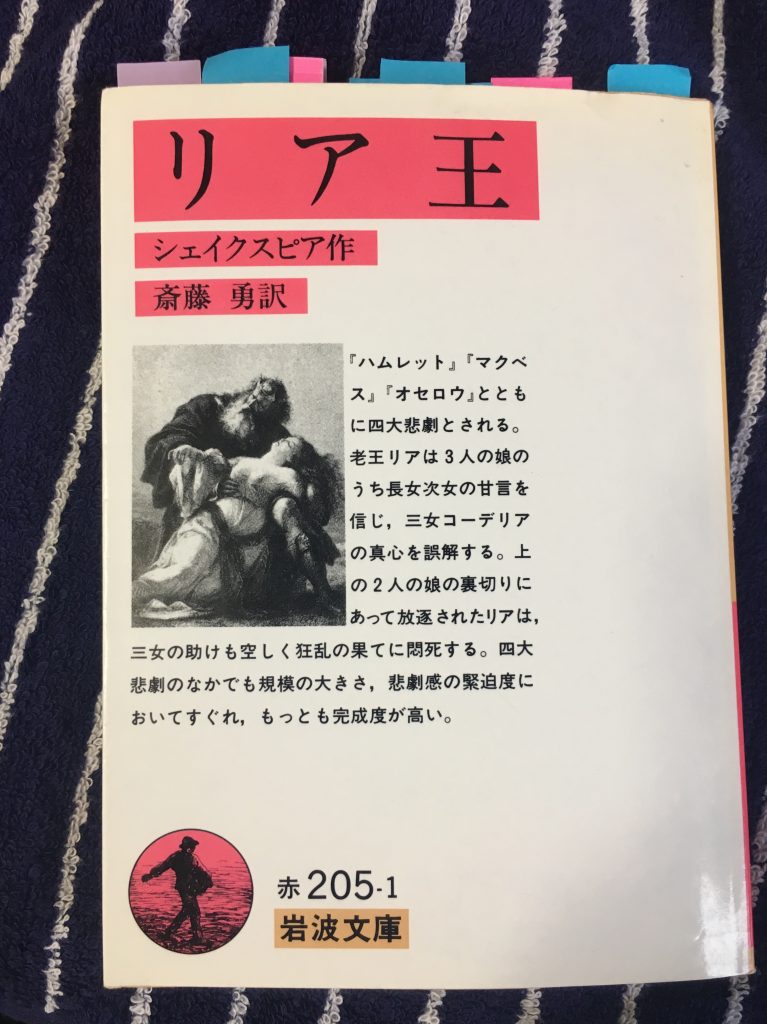 リア王
シェイクスピア作
斎藤 勇訳
『ハムレット』『マクベ
ス』『オセロウ』ととも
に四大悲劇とされる。
老王リアは3人の娘の
うち長女次女の甘言を
信じ，三女コーデリア
の真心を誤解する。上
の2人の娘の裏切りに
あって放逐されたリアは，
三女の助けも空しく狂乱の果てに悶死する。四大
悲劇のなかでも規模の大きさ，悲劇感の緊迫度に
おいてすぐれ，もっとも完成度が高い。
赤 205-1
岩波文庫